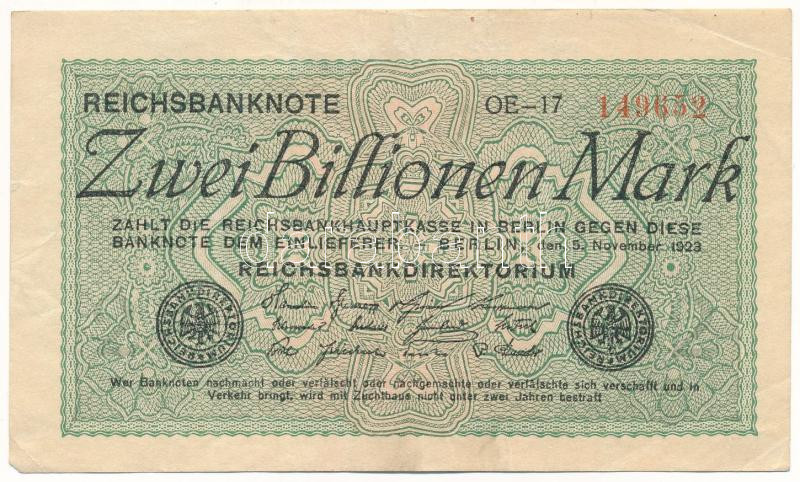 REICHSBANKNOTE OE-17 149652
Zwei Billionen Mark
ZAHLT DIE REICHSBANKHAUPTKASSE IN BERLIN GEGEN DIESE
BANKNOTE DEM EINLIEFERER. – BERLIN, den 5. November 1923
REICHSBANKDIREKTORIUM
Wer Banknoten nachmacht oder verfälscht oder nachgemachte oder verfälschte sich verschafft und in
Verkehr bringt, wird mit Zuchthaus nicht unter zwei Jahren bestraft